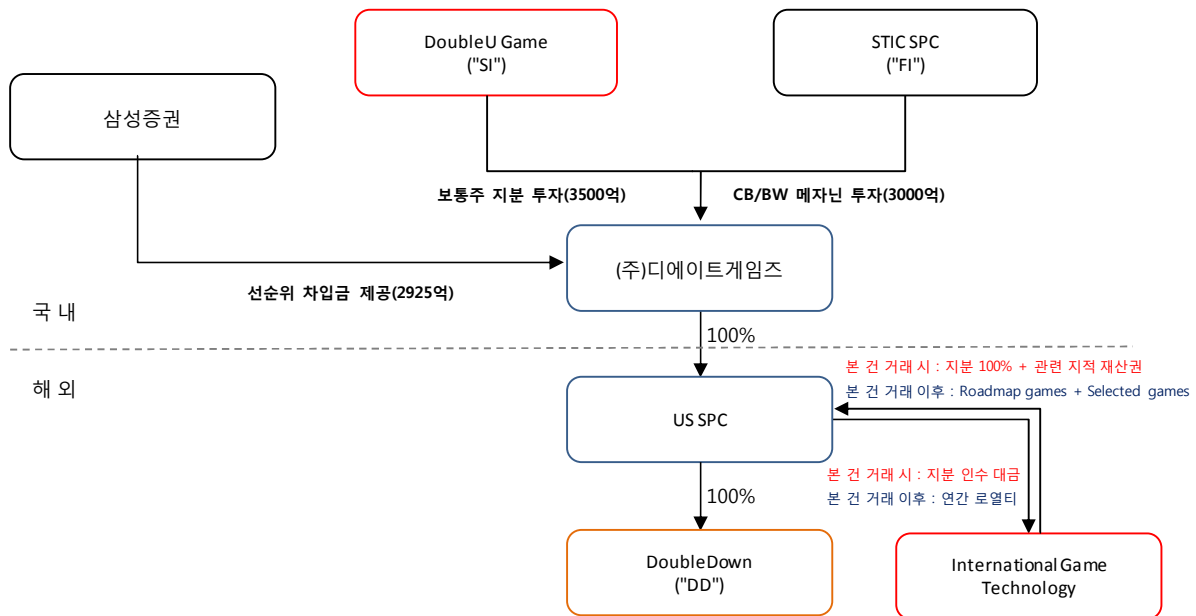 DoubleU Game
("SI")
STIC SPC
("FI")
삼성증권
보통주 지분 투자(3500억)
CB/BW 메자닌 투자(3000억)
(주)디에이트게임즈
선순위 차입금 제공(2925억)
국 내
100%
해 외
본 건 거래 시 : 지분 100% + 관련 지적 재산권
본 건 거래 이후 : Roadmap games + Selected games
US SPC
본 건 거래 시 : 지분 인수 대금
본 건 거래 이후 : 연간 로열티
100%
DoubleDown
("DD")
International Game
Technology